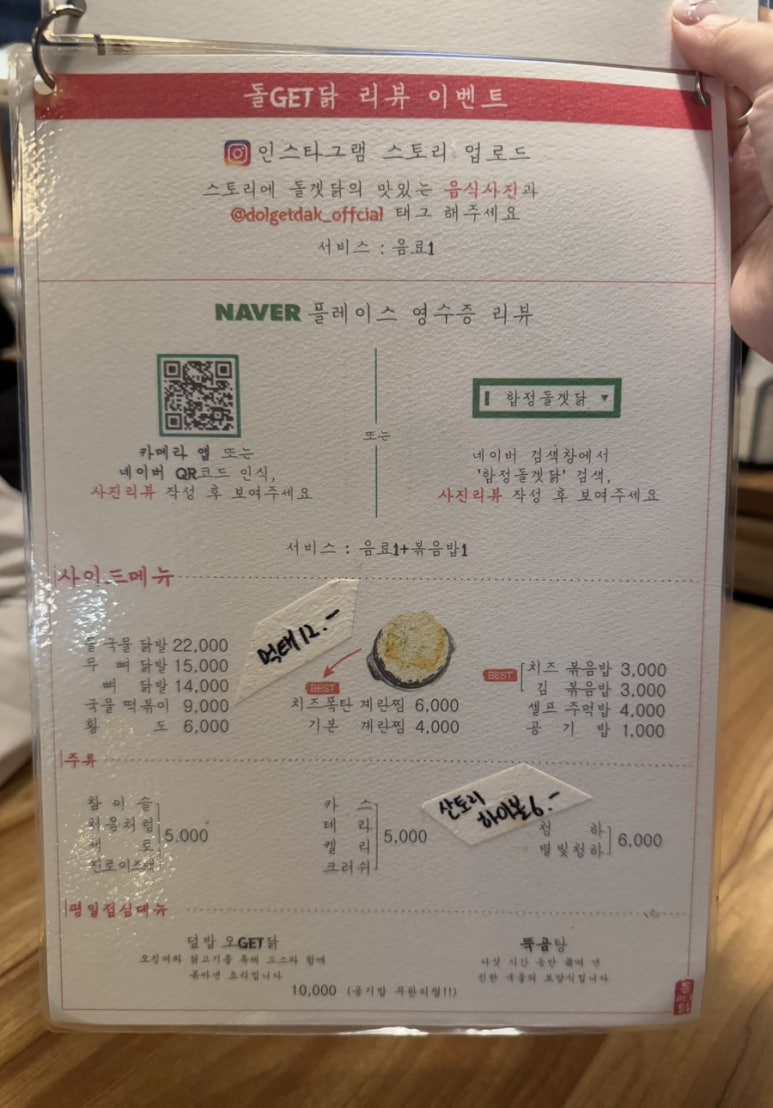 돌GET닭 리뷰 이벤트
인스타그램 스토리 업로드
스토리에 돌겟닭의 맛있는 음식사진과
@dolgetdak_offcial 태그 해주세요
서비스 : 음료1
NAVER 플레이스 영수증 리뷰
카메라 앱 또는
네이버 QR코드 인식,
사진리뷰 작성 후 보여주세요
또는
합정돌겟닭 ▼
네이버 검색창에서
'합정돌겟닭' 검색,
사진리뷰 작성 후 보여주세요
서비스 : 음료1+볶음밥1
사이드메뉴
돌 국물 닭발 22,000
무 뼈 닭발 15,000
뼈 닭발 14,000
국물 떡볶이 9,000
황 도 6,000
먹태 12.-
BEST
치즈폭탄 계란찜 6,000
기본 계란찜 4,000
BEST
치즈 볶음밥 3,000
김 볶음밥 3,000
셀프 주먹밥 4,000
공 기 밥 1,000
주류
참 이 슬
처음처럼
새 로
진로이즈백
5,000
카 스
테 라
켈 리
크러쉬
5,000
산토리
하이볼 6.-
청 하
별빛청하
6,000
평일점심메뉴
덮밥 오GET닭
오징어와 닭고기를 특제 소스와 함께
볶아낸 요리입니다
뚝곰탕
다섯 시간 동안 끓여 낸
진한 국물의 보양식입니다
10,000 (공기밥 무한리필!!)